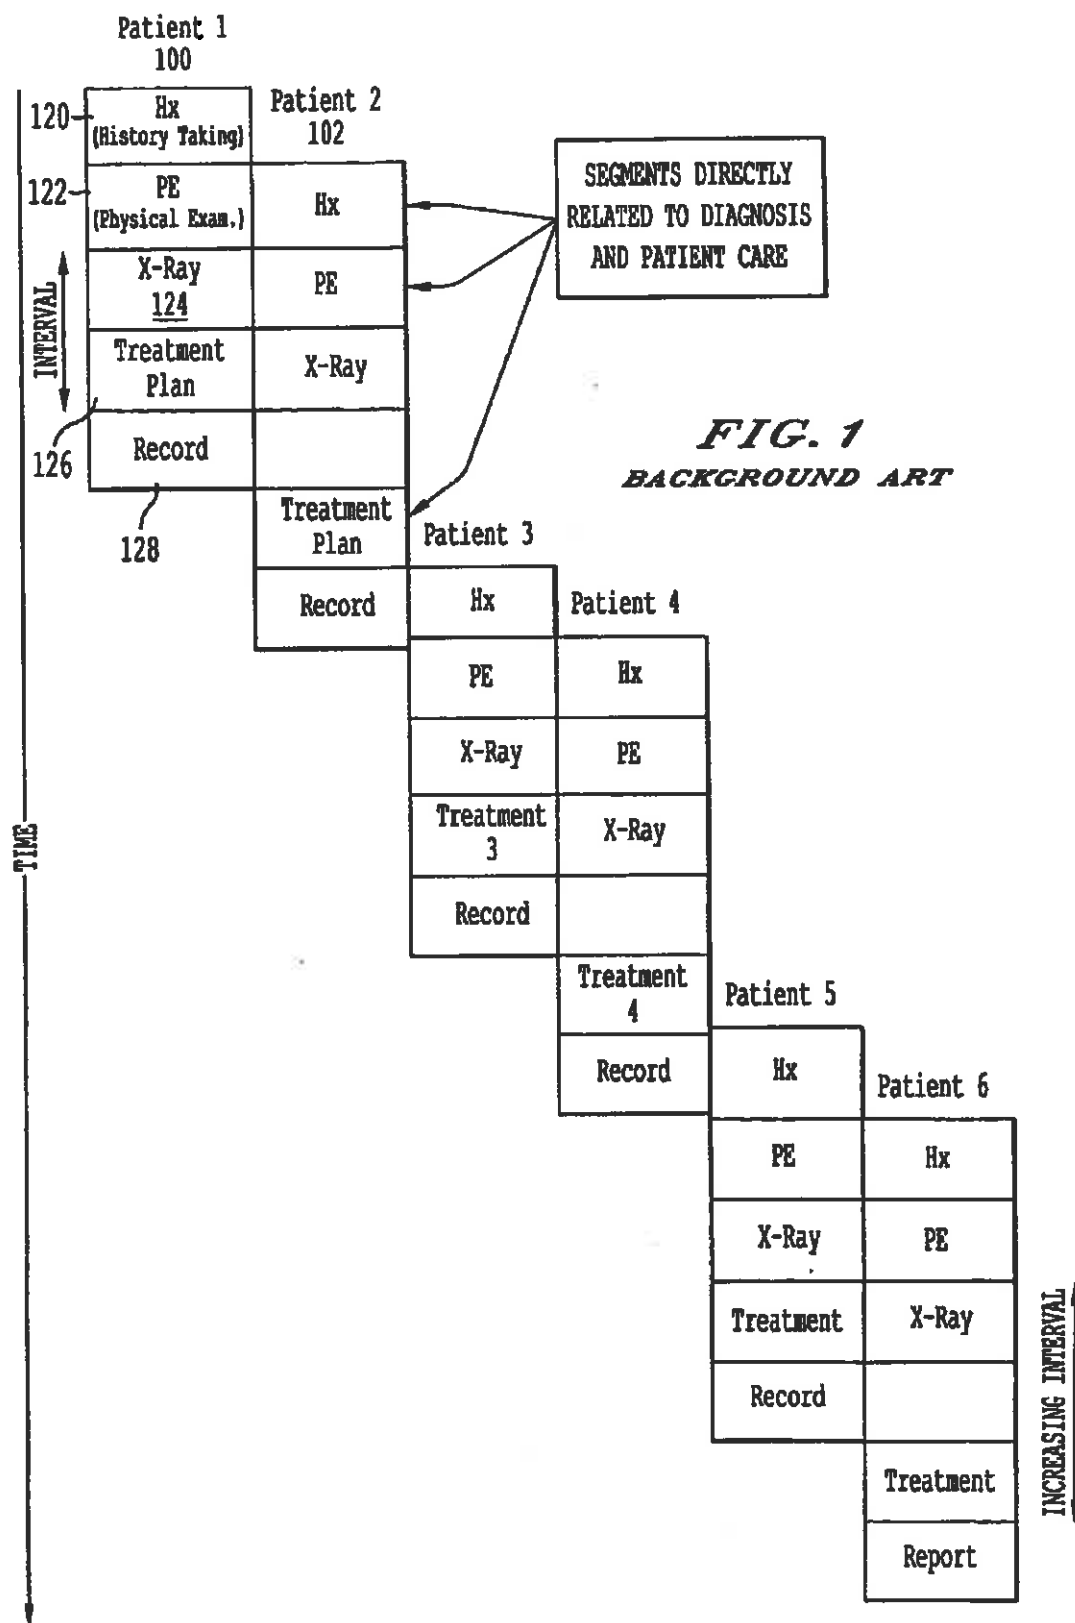 Patient 1
100
120
Hx
(History Taking)
Patient 2
102
122
PE
(Physical Exam.)
Hx
SEGMENTS DIRECTLY
RELATED TO DIAGNOSIS
AND PATIENT CARE
INTERVAL
X-Ray
124
PE
Treatment
Plan
X-Ray
126
Record
128
FIG. 1
BACKGROUND ART
Treatment
Plan
Patient 3
Record
Hx
Patient 4
PE
Hx
X-Ray
PE
TIME
Treatment
3
X-Ray
Record
Treatment
4
Patient 5
Record
Hx
Patient 6
PE
Hx
X-Ray
PE
Treatment
X-Ray
Record
INCREASING INTERVAL
Treatment
Report